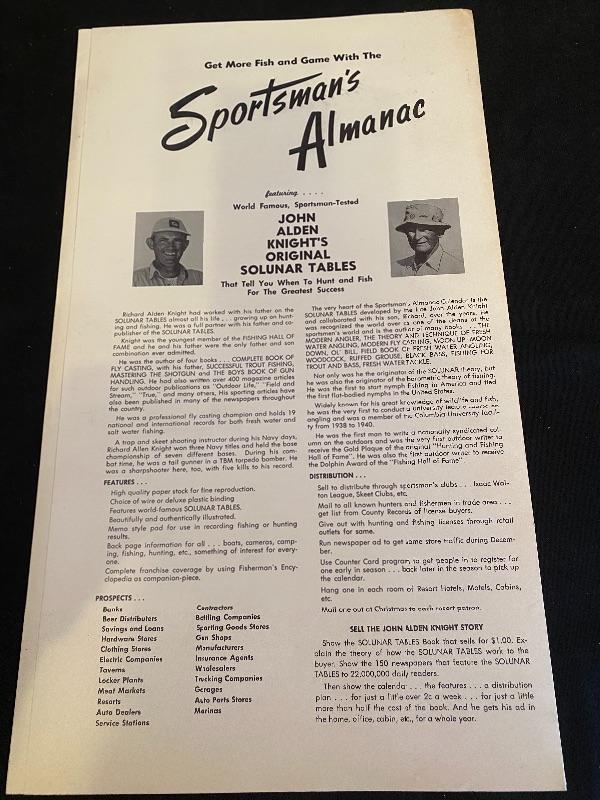 Get More Fish and Game With The
Sportsman's
Almanac
featuring . . . .
World Famous, Sportsman-Tested
JOHN
ALDEN
KNIGHT'S
ORIGINAL
SOLUNAR TABLES
That Tell You When To Hunt and Fish
For The Greatest Success
Richard Alden Knight had worked with his father on the
SOLUNAR TABLES almost all his life . . . growing up on hunt-
ing and fishing. He was a full partner with his father and co-
publisher of the SOLUNAR TABLES.
Knight was the youngest member of the FISHING HALL OF
FAME and he and his father were the only father and son
combination ever admitted.
He was the author of four books . . . COMPLETE BOOK OF
FLY CASTING, with his father, SUCCESSFUL TROUT FISHING,
MASTERING THE SHOTGUN and THE BOYS BOOK OF GUN
HANDLING. He had also written over 400 magazine articles
for such outdoor publications as "Outdoor Life," "Field and
Stream," "True," and many others. His sporting articles have
also been published in many of the newspapers throughout
the country.
He was a professional fly casting champion and holds 19
national and international records for both fresh water and
salt water fishing.
A trap and skeet shooting instructor during his Navy days,
Richard Alden Knight won three Navy titles and held the base
championship of seven different bases. During his com-
bat time, he was a tail gunner in a TBM torpedo bomber. He
was a sharpshooter here, too, with five kills to his record.
FEATURES . . .
High quality paper stock for fine reproduction.
Choice of wire or deluxe plastic binding
Features world-famous SOLUNAR TABLES.
Beautifully and authentically illustrated.
Memo style pad for use in recording fishing or hunting
results.
Back page information for all . . . boats, cameras, camp-
ing, fishing, hunting, etc., something of interest for every-
one.
Complete franchise coverage by using Fisherman's Ency-
clopedia as companion-piece.
PROSPECTS . . .
Banks
Beer Distributers
Savings and Loans
Hardware Stores
Clothing Stores
Electric Companies
Taverns
Locker Plants
Meat Markets
Resorts
Auto Dealers
Service Stations
Contractors
Bottling Companies
Sporting Goods Stores
Gun Shops
Manufacturers
Insurance Agents
Wholesalers
Trucking Companies
Garages
Auto Parts Stores
Marinas
The very heart of the Sportsman's Almanac Calendar is the
SOLUNAR TABLES developed by the late John Alden Knight
and collaborated with his son, Richard, over the years. He
was recognized the world over as one of the deans of the
sportsman's world and is the author of many books . . . THE
MODERN ANGLER, THE THEORY AND TECHNIQUE OF FRESH
WATER ANGLING, MODERN FLY CASTING, MOON UP - MOON
DOWN, OL' BILL, FIELD BOOK OF FRESH WATER ANGLING,
WOODCOCK, RUFFED GROUSE, BLACK BASS, FISHING FOR
TROUT AND BASS, FRESH WATER TACKLE.
Not only was he the originator of the SOLUNAR theory, but
he was also the originator of the barometric theory of fishing.
He was the first to start nymph fishing in America and tied
the first flat-bodied nymphs in the United States.
Widely known for his great knowledge of wildlife and fish,
he was the very first to conduct a university course on
angling and was a member of the Columbia University facul-
ty from 1938 to 1940.
He was the first man to write a nationally syndicated col-
umn on the outdoors and was the very first outdoor writer to
receive the Gold Plaque of the original "Hunting and Fishing
Hall of Fame". He was also the first outdoor writer to receive
the Dolphin Award of the "Fishing Hall of Fame".
DISTRIBUTION . . .
Sell to distribute through sportsman's clubs . . . Isaac Wal-
ton League, Skeet Clubs, etc.
Mail to all known hunters and fishermen in trade area . . .
get list from County Records of license buyers.
Give out with hunting and fishing licenses through retail
outlets for same.
Run newspaper ad to get same store traffic during Decem-
ber.
Use Counter Card program to get people in to register for
one early in season . . . back later in the season to pick up
the calendar.
Hang one in each room of Resort Hotels, Motels, Cabins,
etc.
Mail one out at Christmas to each resort patron.
SELL THE JOHN ALDEN KNIGHT STORY
Show the SOLUNAR TABLES Book that sells for $1.00. Ex-
plain the theory of how the SOLUNAR TABLES work to the
buyer. Show the 150 newspapers that feature the SOLUNAR
TABLES to 22,000,000 daily readers.
Then show the calendar . . . the features . . . a distribution
plan . . . for just a little over 2c a week . . . for just a little
more than half the cost of the book. And he gets his ad in
the home, office, cabin, etc., for a whole year.